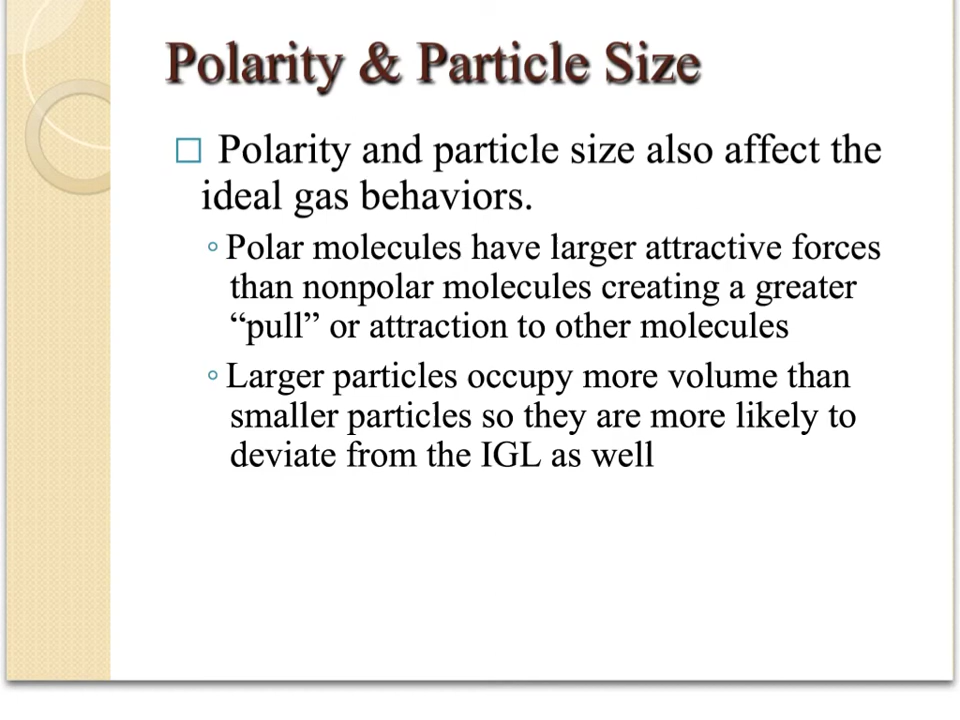 Polarity & Particle Size
Polarity and particle size also affect the
ideal gas behaviors.
Polar molecules have larger attractive forces
than nonpolar molecules creating a greater
“pull” or attraction to other molecules
Larger particles occupy more volume than
smaller particles so they are more likely to
deviate from the IGL as well